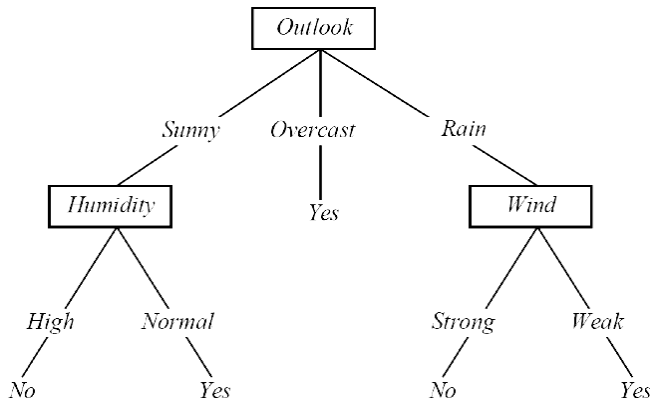 Outlook
Sunny Overcast Rain
Humidity Yes Wind
High Normal Strong Weak
No Yes No Yes